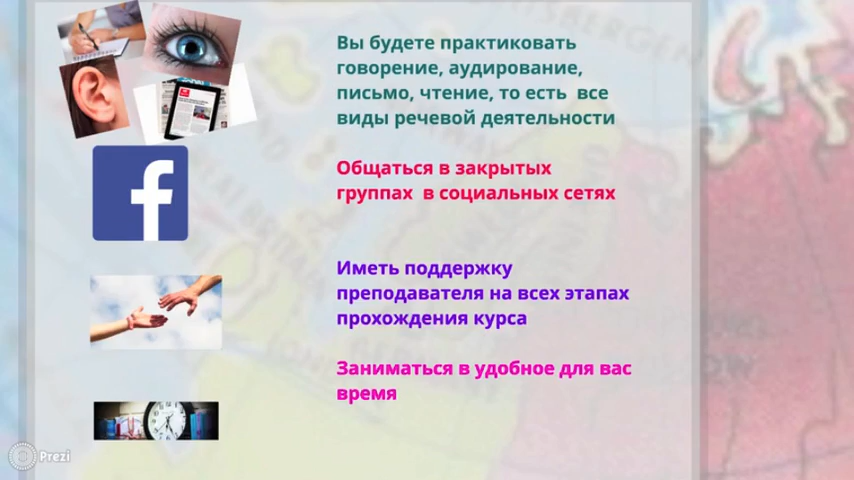 Вы будете практиковать
говорение, аудирование,
письмо, чтение, то есть все
виды речевой деятельности
Общаться в закрытых
группах в социальных сетях
Иметь поддержку
преподавателя на всех этапах
прохождения курса
Заниматься в удобное для вас
время
Prezi